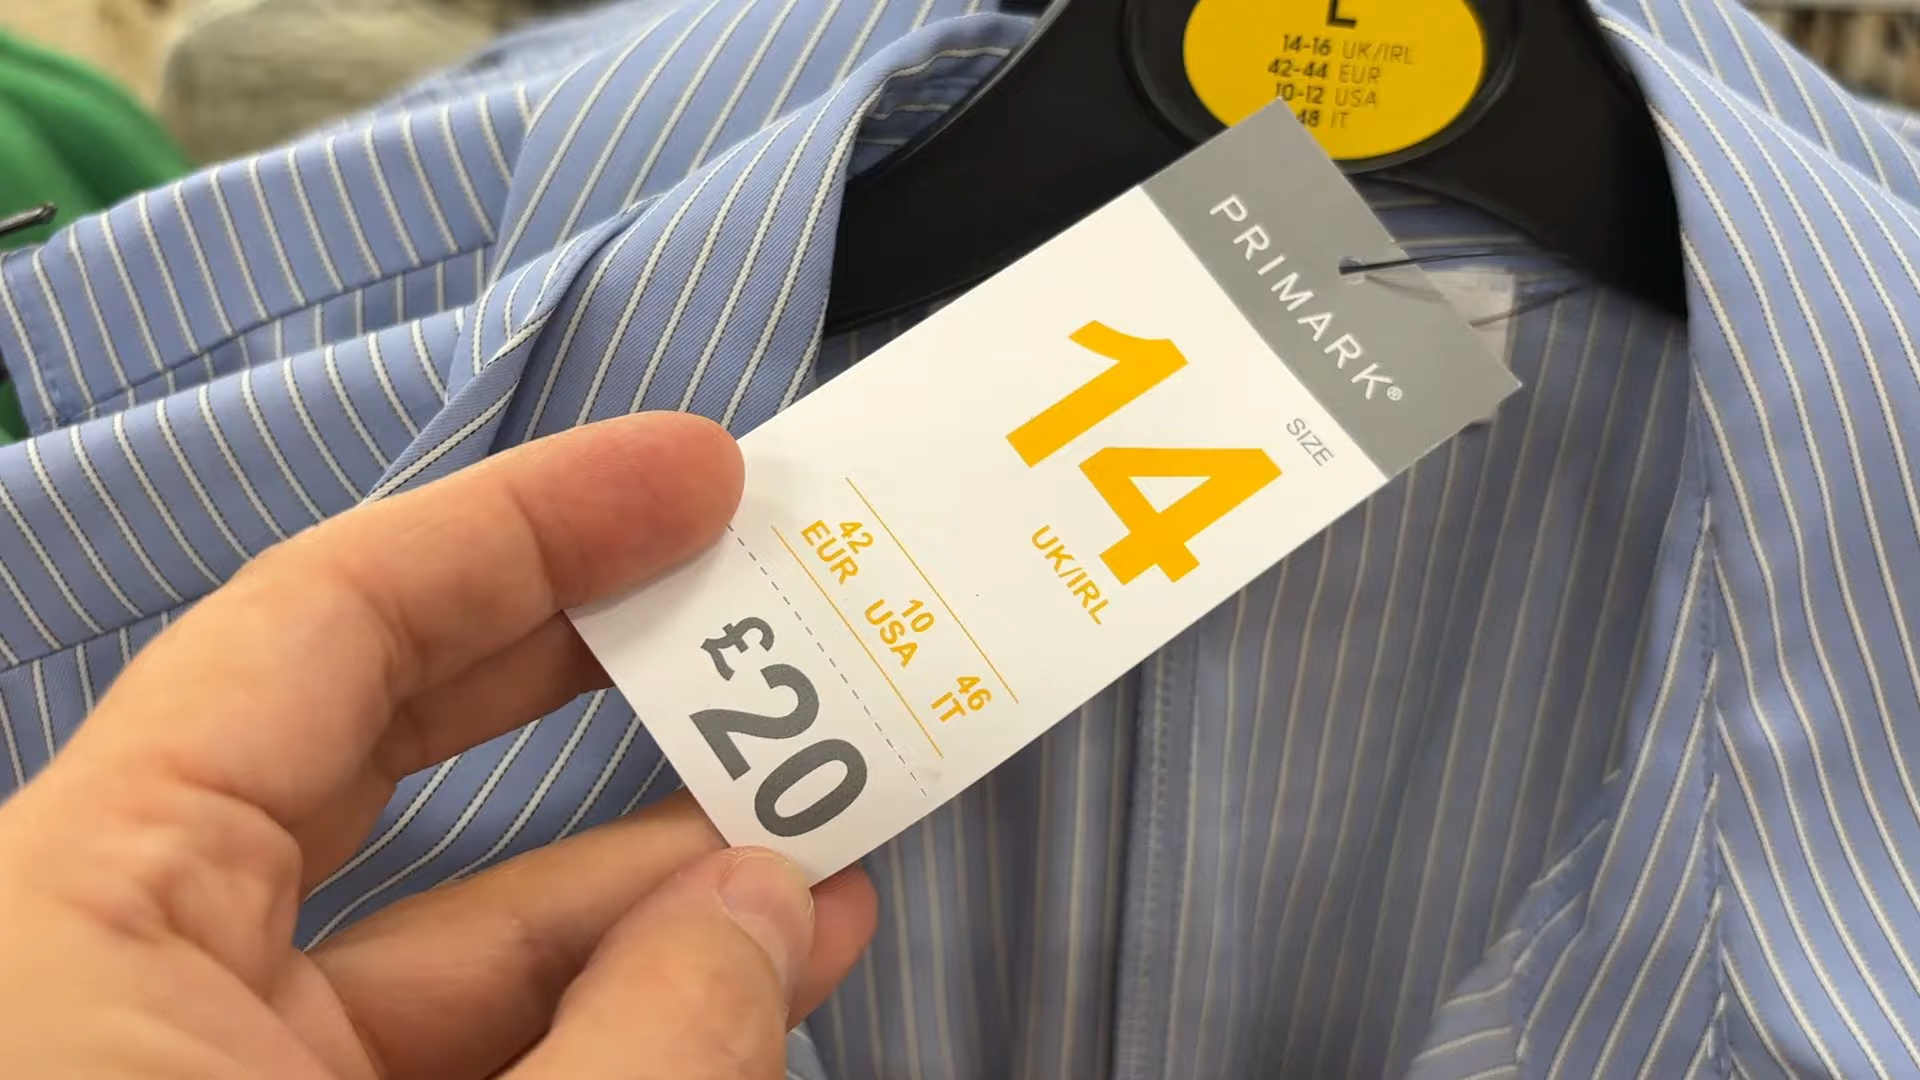 L
14-16 UK/IRL
42-44 EUR
10-12 USA
48 IT
PRIMARK®
SIZE
14
UK/IRL
42 10 46
EUR USA IT
£20